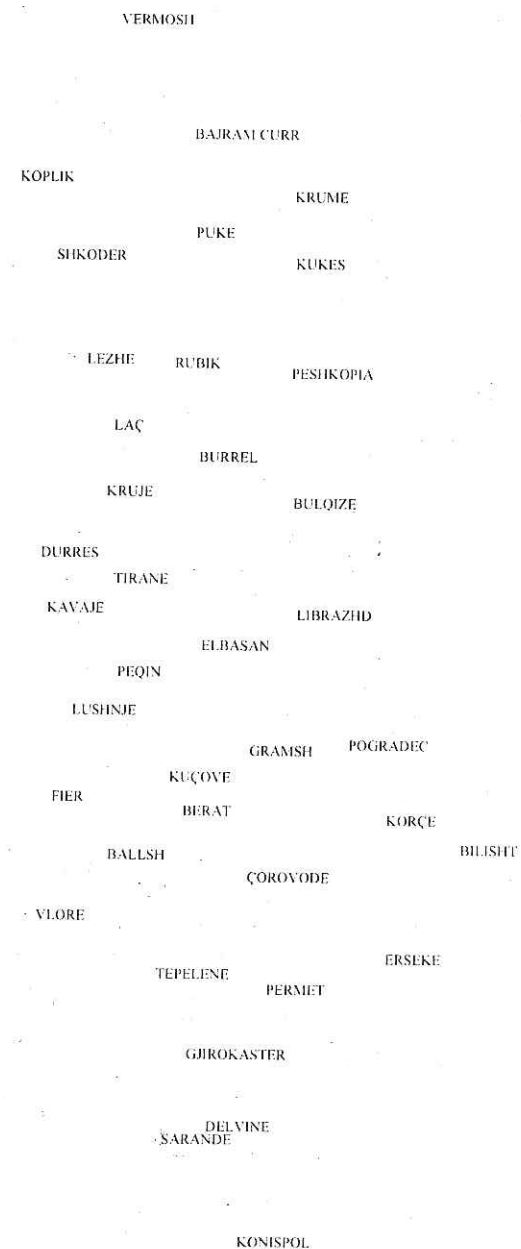 VERMOSH
BAJRAM CURR
KOPLIK
KRUME
PUKE
SHKODER
KUKES
LEZHE
RUBIK
PESHKOPIA
LAÇ
BURREL
KRUJE
BULQIZE
DURRES
TIRANE
KAVAJE
LIBRAZHD
ELBASAN
PEQIN
LUSHNJE
GRAMSH
POGRADEC
KUÇOVE
FIER
BERAT
KORÇE
BALLSH
BILISHT
ÇOROVODE
VLORE
ERSEKE
TEPELENE
PERMET
GJIROKASTER
DELVINE
SARANDE
KONISPOL